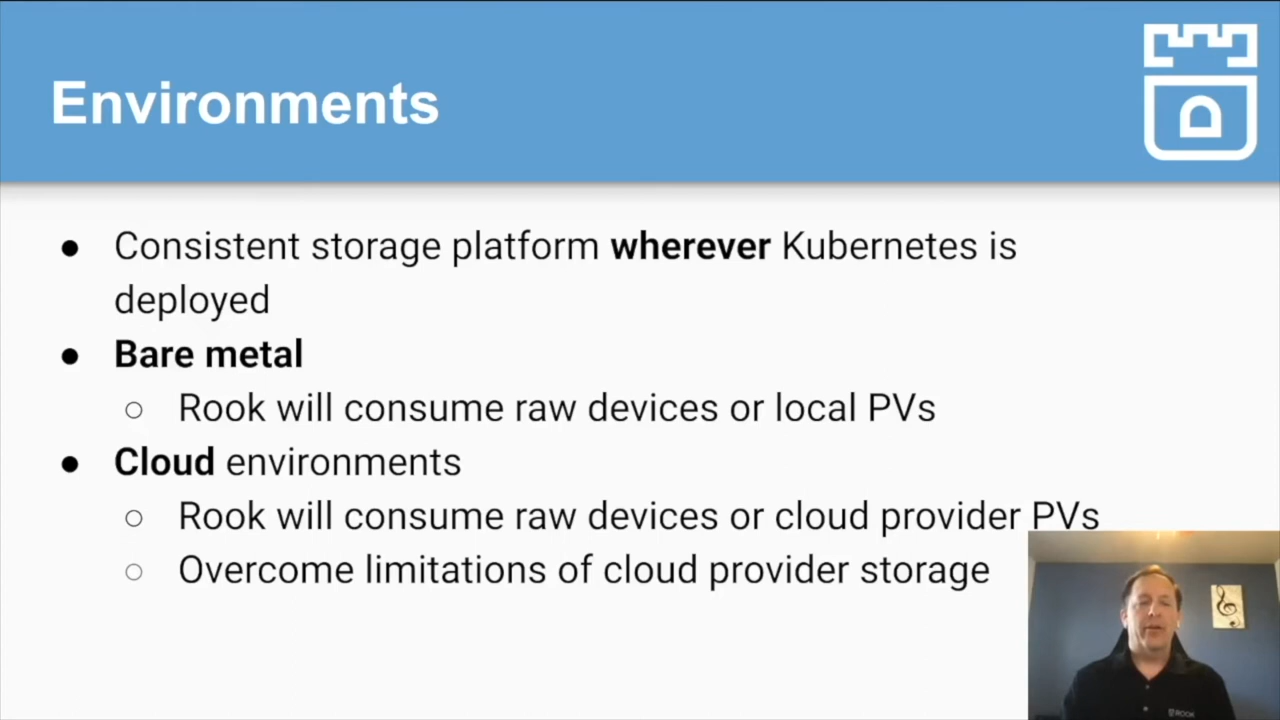 Environments
● Consistent storage platform wherever Kubernetes is
deployed
● Bare metal
○ Rook will consume raw devices or local PVs
● Cloud environments
○ Rook will consume raw devices or cloud provider PVs
○ Overcome limitations of cloud provider storage
ROOK